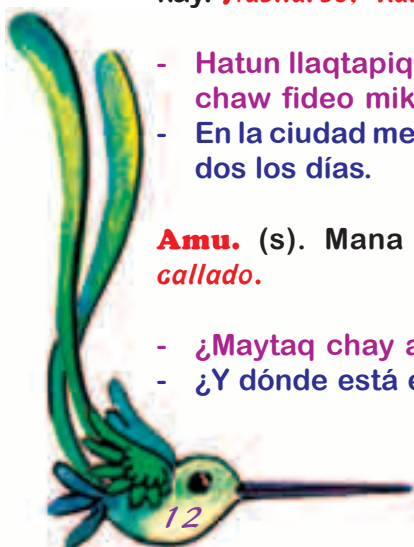 - Hatun llaqtapiq
chaw fideo mik
- En la ciudad me
dos los días.
Amu. (s). Mana
callado.
- ¿Maytaq chay a
- ¿Y dónde está e
12